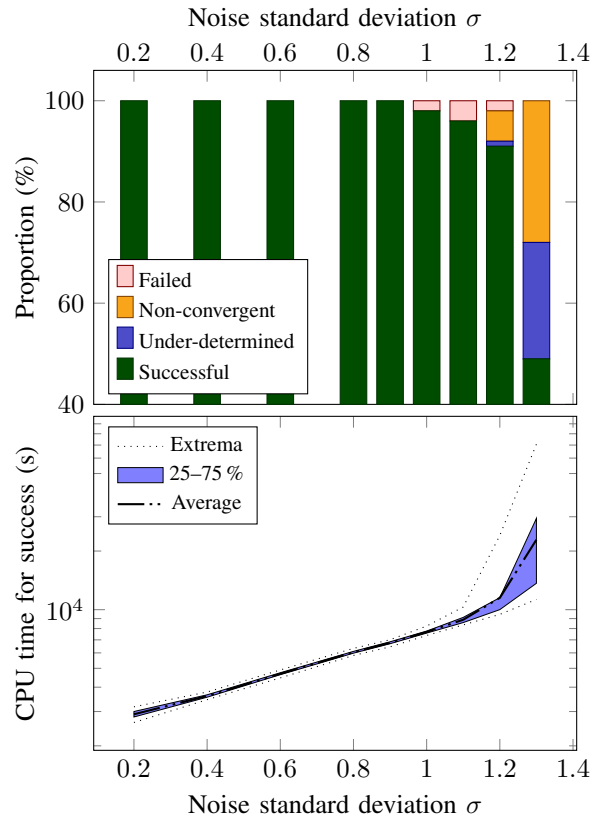 Noise standard deviation σ
0.2 0.4 0.6 0.8 1 1.2 1.4
100
80
60
40
Proportion (%)
Failed
Non-convergent
Under-determined
Successful
CPU time for success (s)
10^4
Extrema
25–75 %
Average
0.2 0.4 0.6 0.8 1 1.2 1.4
Noise standard deviation σ